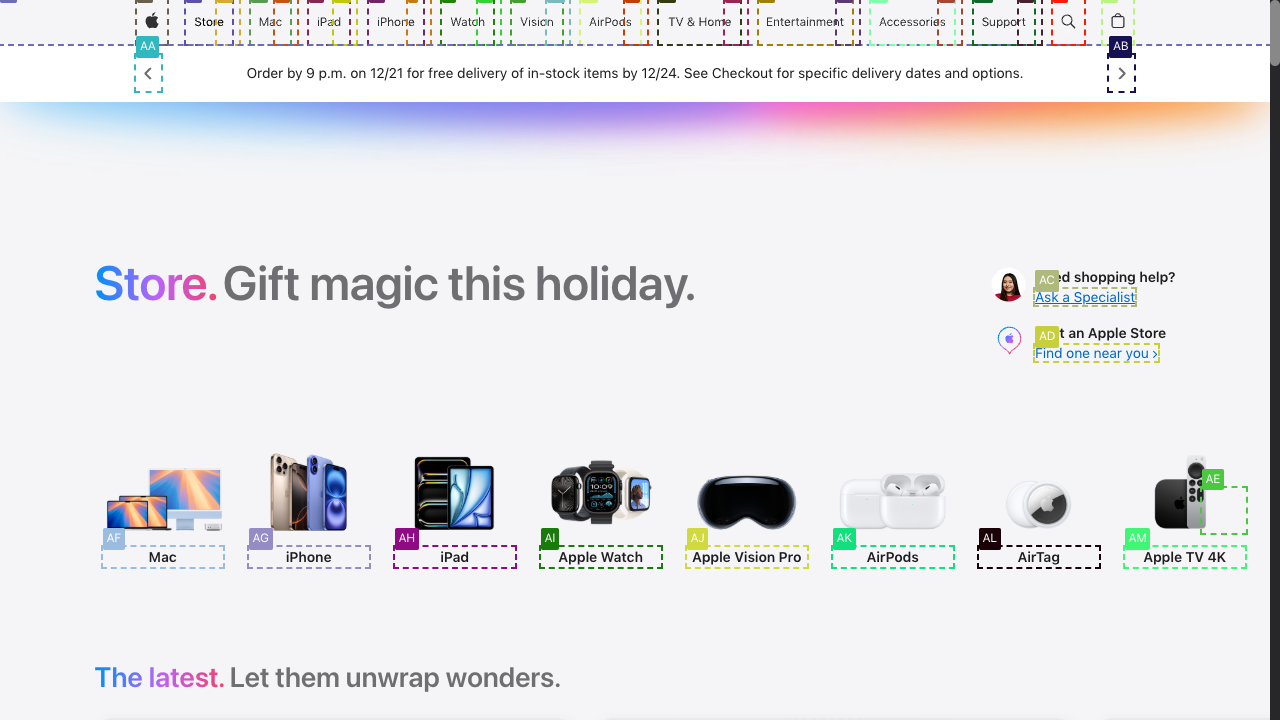 Store Mac iPad iPhone Watch Vision AirPods TV & Home Entertainment Accessories Support
AA AB
Order by 9 p.m. on 12/21 for free delivery of in-stock items by 12/24. See Checkout for specific delivery dates and options.
Store. Gift magic this holiday.
AC ed shopping help?
Ask a Specialist
AD t an Apple Store
Find one near you ›
AE
AF AG AH AI AJ AK AL AM
Mac iPhone iPad Apple Watch Apple Vision Pro AirPods AirTag Apple TV 4K
The latest. Let them unwrap wonders.